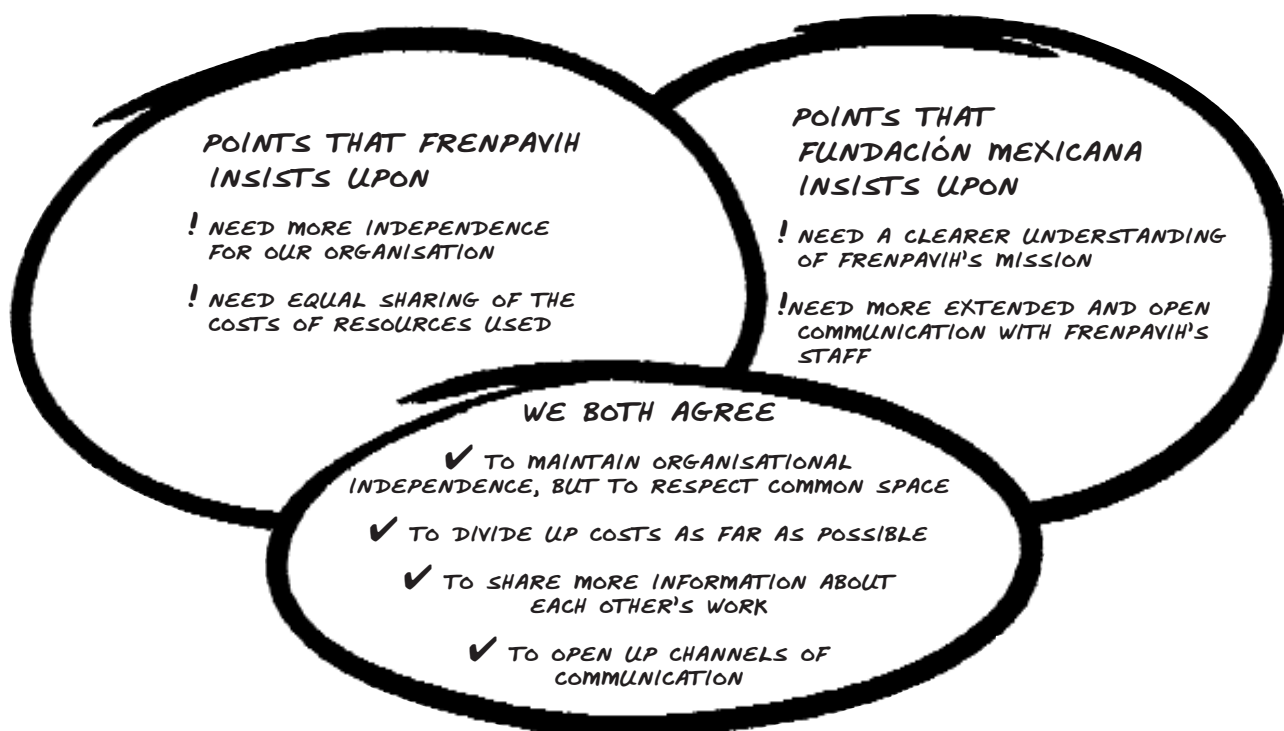 POINTS THAT FRENPAVIH
INSISTS UPON
! NEED MORE INDEPENDENCE
FOR OUR ORGANISATION
! NEED EQUAL SHARING OF THE
COSTS OF RESOURCES USED
POINTS THAT
FUNDACIÓN MEXICANA
INSISTS UPON
! NEED A CLEARER UNDERSTANDING
OF FRENPAVIH'S MISSION
!NEED MORE EXTENDED AND OPEN
COMMUNICATION WITH FRENPAVIH'S
STAFF
WE BOTH AGREE
✔ TO MAINTAIN ORGANISATIONAL
INDEPENDENCE, BUT TO RESPECT COMMON SPACE
✔ TO DIVIDE UP COSTS AS FAR AS POSSIBLE
✔ TO SHARE MORE INFORMATION ABOUT
EACH OTHER'S WORK
✔ TO OPEN UP CHANNELS OF
COMMUNICATION